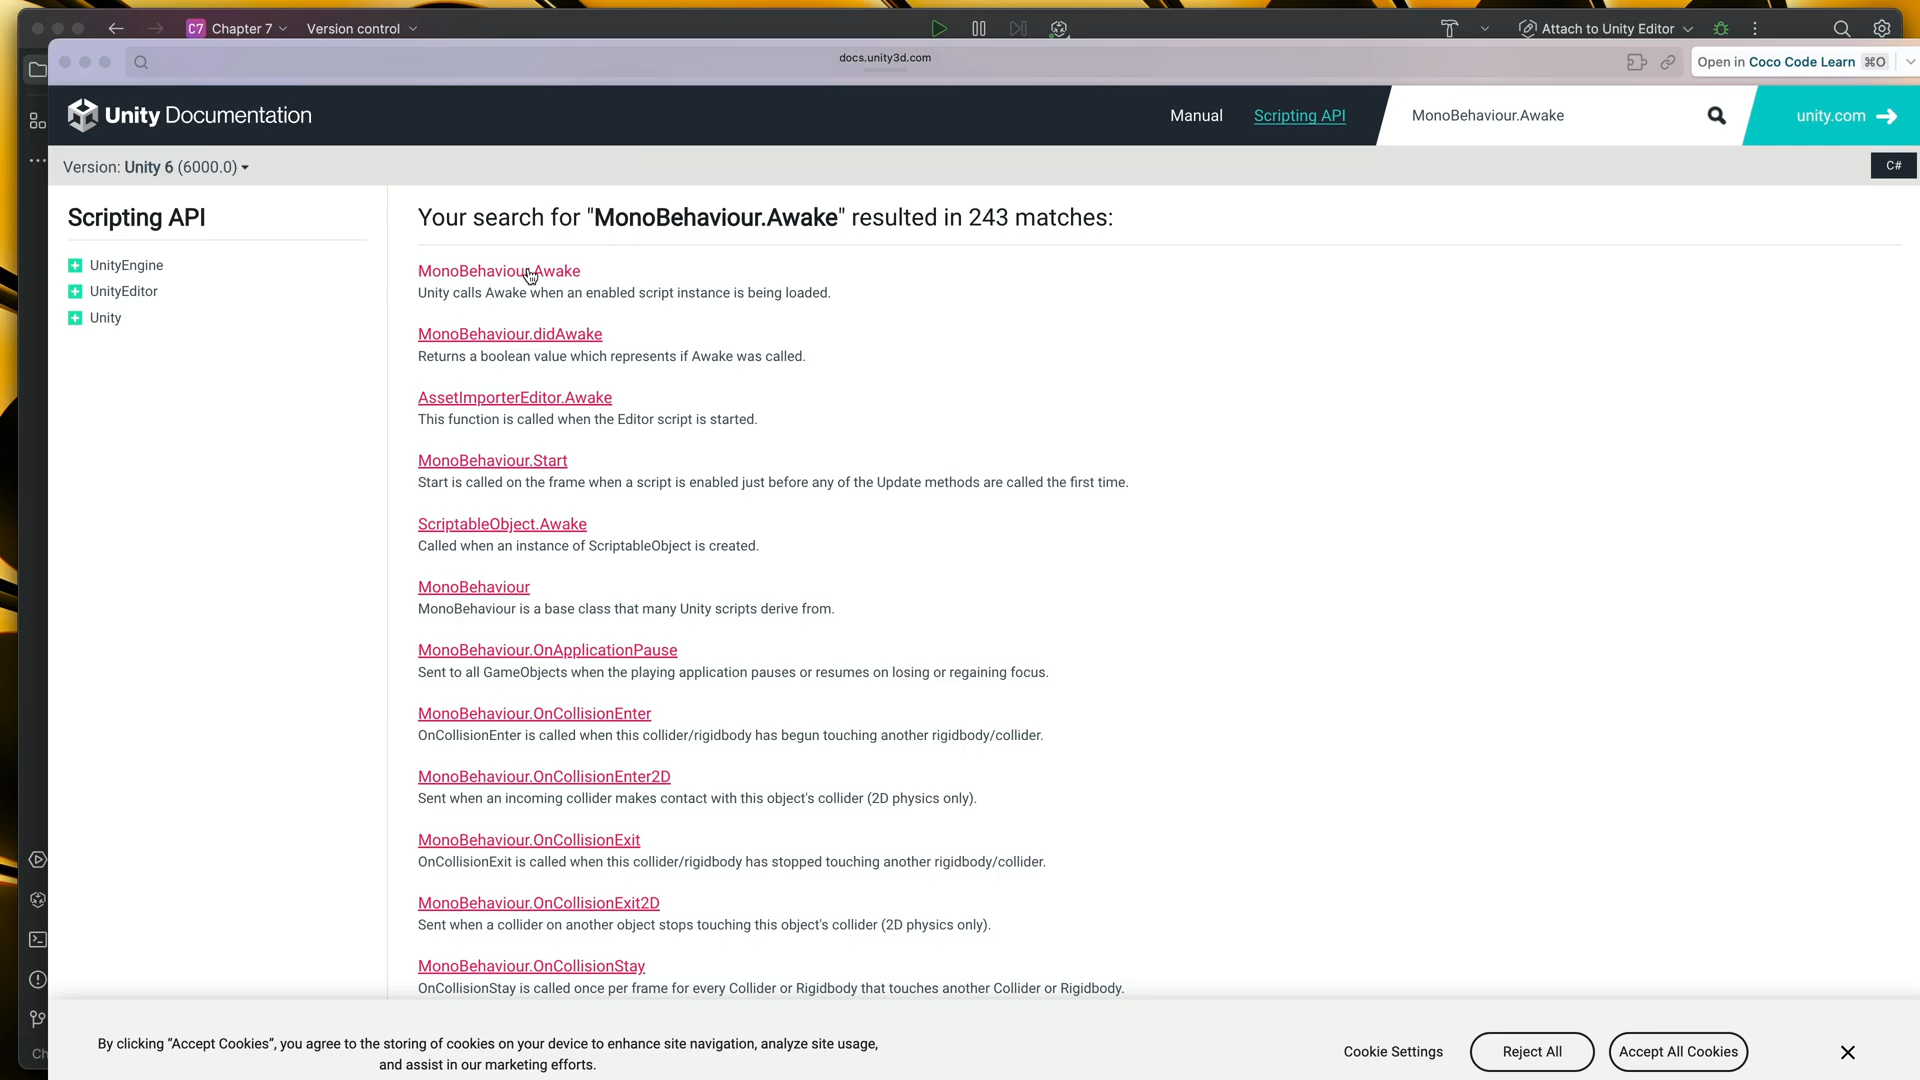 C7 Chapter 7 Version control Attach to Unity Editor
docs.unity3d.com
Open in Coco Code Learn ⌘O
Unity Documentation Manual Scripting API MonoBehaviour.Awake unity.com
Version: Unity 6 (6000.0) C#
Scripting API
UnityEngine
UnityEditor
Unity
Your search for "MonoBehaviour.Awake" resulted in 243 matches:
MonoBehaviour.Awake
Unity calls Awake when an enabled script instance is being loaded.
MonoBehaviour.didAwake
Returns a boolean value which represents if Awake was called.
AssetImporterEditor.Awake
This function is called when the Editor script is started.
MonoBehaviour.Start
Start is called on the frame when a script is enabled just before any of the Update methods are called the first time.
ScriptableObject.Awake
Called when an instance of ScriptableObject is created.
MonoBehaviour
MonoBehaviour is a base class that many Unity scripts derive from.
MonoBehaviour.OnApplicationPause
Sent to all GameObjects when the playing application pauses or resumes on losing or regaining focus.
MonoBehaviour.OnCollisionEnter
OnCollisionEnter is called when this collider/rigidbody has begun touching another rigidbody/collider.
MonoBehaviour.OnCollisionEnter2D
Sent when an incoming collider makes contact with this object's collider (2D physics only).
MonoBehaviour.OnCollisionExit
OnCollisionExit is called when this collider/rigidbody has stopped touching another rigidbody/collider.
MonoBehaviour.OnCollisionExit2D
Sent when a collider on another object stops touching this object's collider (2D physics only).
MonoBehaviour.OnCollisionStay
OnCollisionStay is called once per frame for every Collider or Rigidbody that touches another Collider or Rigidbody.
By clicking “Accept Cookies”, you agree to the storing of cookies on your device to enhance site navigation, analyze site usage,
and assist in our marketing efforts.
Cookie Settings Reject All Accept All Cookies
Ch